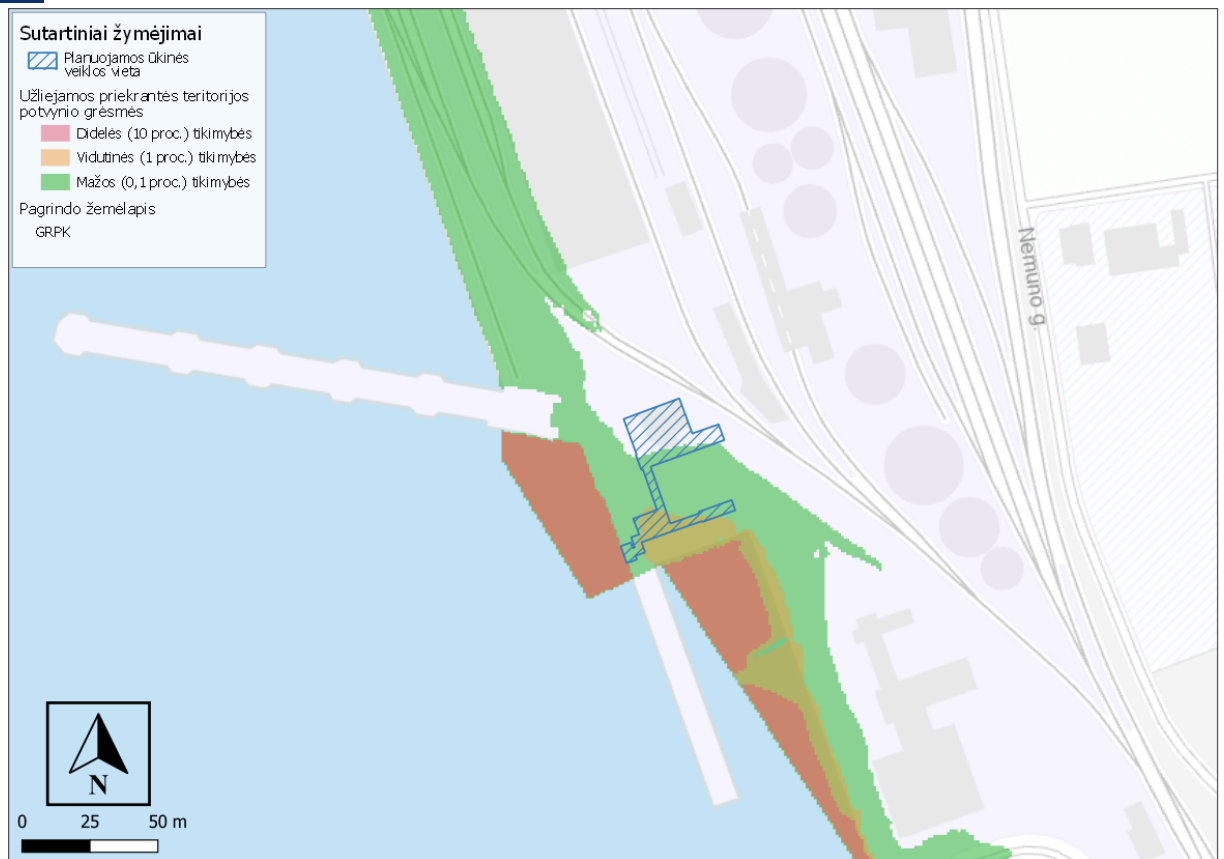 Sutartiniai žymėjimai
Planuojamos ūkinės
veiklos vieta
Užliejamos priekrantės teritorijos
potvynio grėsmės
Didelės (10 proc.) tikimybės
Vidutinės (1 proc.) tikimybės
Mažos (0,1 proc.) tikimybės
Pagrindo žemėlapis
GRPK
Nemuno g.
N
0 25 50 m